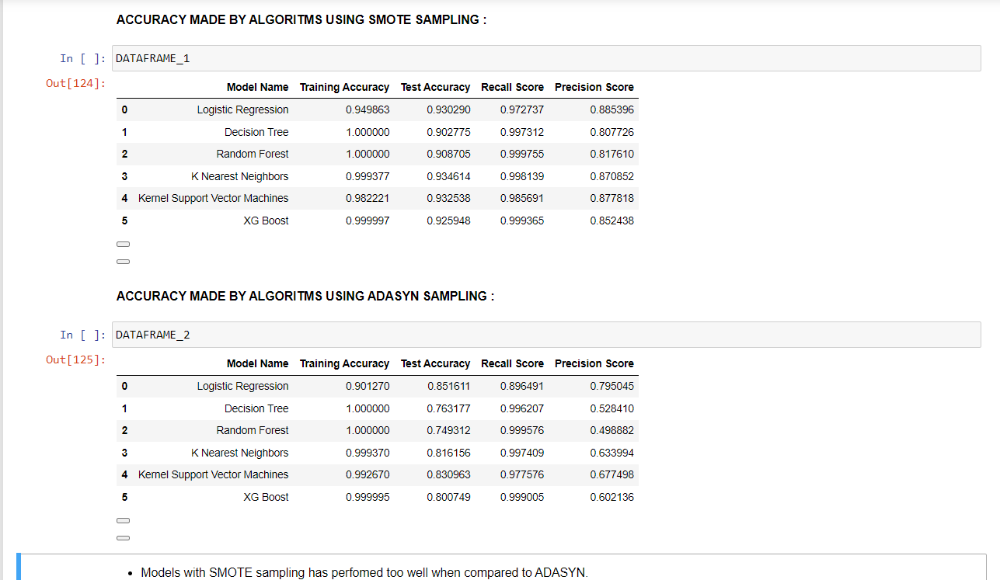 ACCURACY MADE BY ALGORITMS USING SMOTE SAMPLING :
In [ ]: DATAFRAME_1
Out[124]:
Model Name Training Accuracy Test Accuracy Recall Score Precision Score
0 Logistic Regression 0.949863 0.930290 0.972737 0.885396
1 Decision Tree 1.000000 0.902775 0.997312 0.807726
2 Random Forest 1.000000 0.908705 0.999755 0.817610
3 K Nearest Neighbors 0.999377 0.934614 0.998139 0.870852
4 Kernel Support Vector Machines 0.982221 0.932538 0.985691 0.877818
5 XG Boost 0.999997 0.925948 0.999365 0.852438
ACCURACY MADE BY ALGORITMS USING ADASYN SAMPLING :
In [ ]: DATAFRAME_2
Out[125]:
Model Name Training Accuracy Test Accuracy Recall Score Precision Score
0 Logistic Regression 0.901270 0.851611 0.896491 0.795045
1 Decision Tree 1.000000 0.763177 0.996207 0.528410
2 Random Forest 1.000000 0.749312 0.999576 0.498882
3 K Nearest Neighbors 0.999370 0.816156 0.997409 0.633994
4 Kernel Support Vector Machines 0.992670 0.830963 0.977576 0.677498
5 XG Boost 0.999995 0.800749 0.999005 0.602136
• Models with SMOTE sampling has perfomed too well when compared to ADASYN.